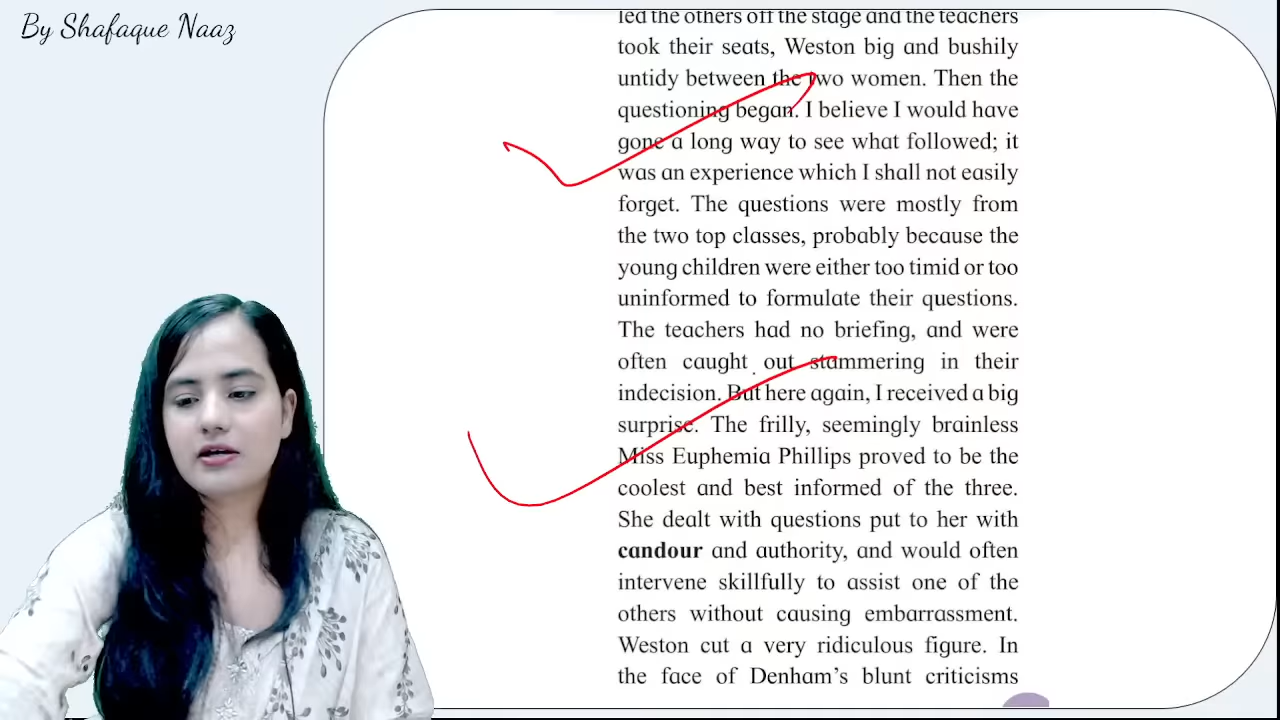 By Shafaque Naaz
led the others off the stage and the teachers
took their seats, Weston big and bushily
untidy between the two women. Then the
questioning began. I believe I would have
gone a long way to see what followed; it
was an experience which I shall not easily
forget. The questions were mostly from
the two top classes, probably because the
young children were either too timid or too
uninformed to formulate their questions.
The teachers had no briefing, and were
often caught out stammering in their
indecision. But here again, I received a big
surprise. The frilly, seemingly brainless
Miss Euphemia Phillips proved to be the
coolest and best informed of the three.
She dealt with questions put to her with
candour and authority, and would often
intervene skillfully to assist one of the
others without causing embarrassment.
Weston cut a very ridiculous figure. In
the face of Denham's blunt criticisms